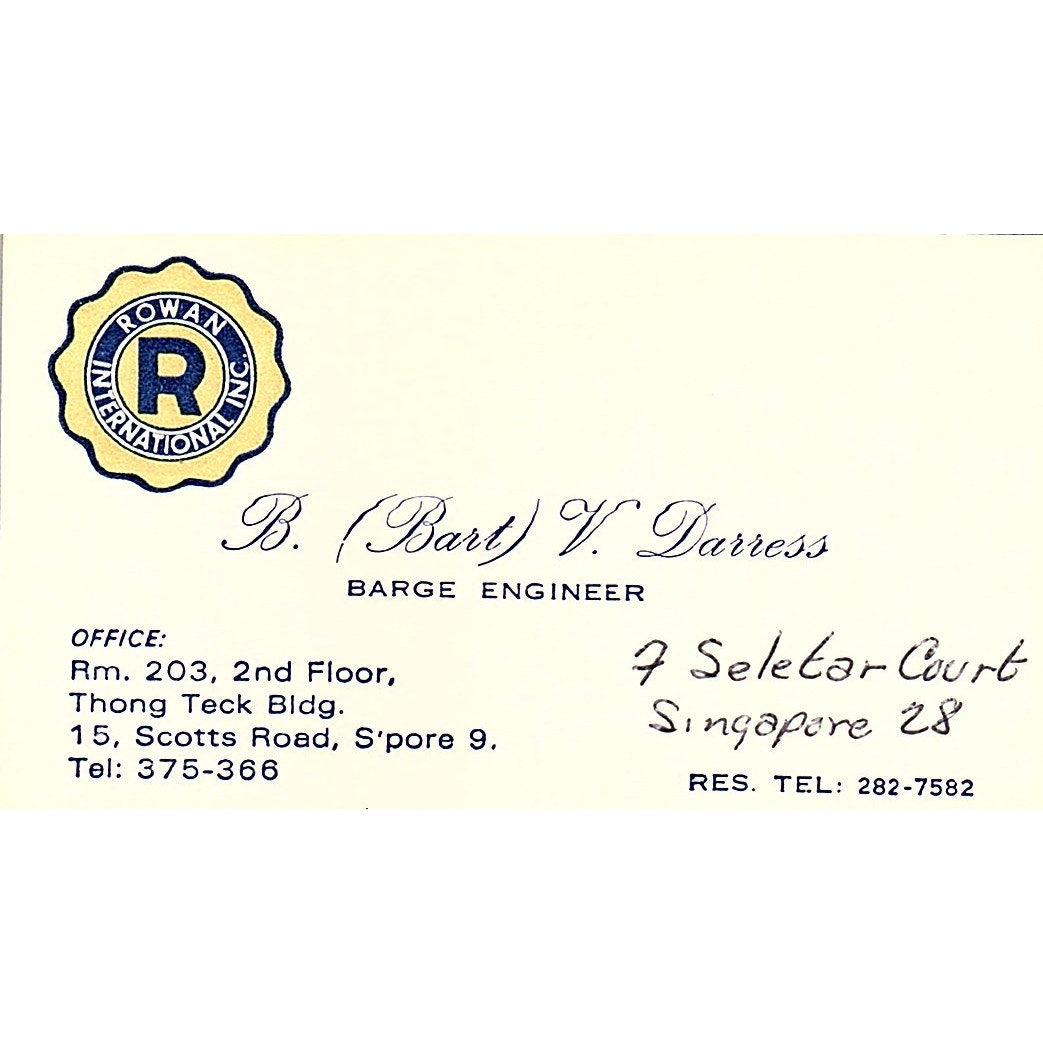 ROWAN
INTERNATIONAL INC.
R
B. (Bart) V. Darress
BARGE ENGINEER
OFFICE:
Rm. 203, 2nd Floor,
Thong Teck Bldg.
15, Scotts Road, S'pore 9.
Tel: 375-366
7 Seletar Court
Singapore 28
RES. TEL: 282-7582